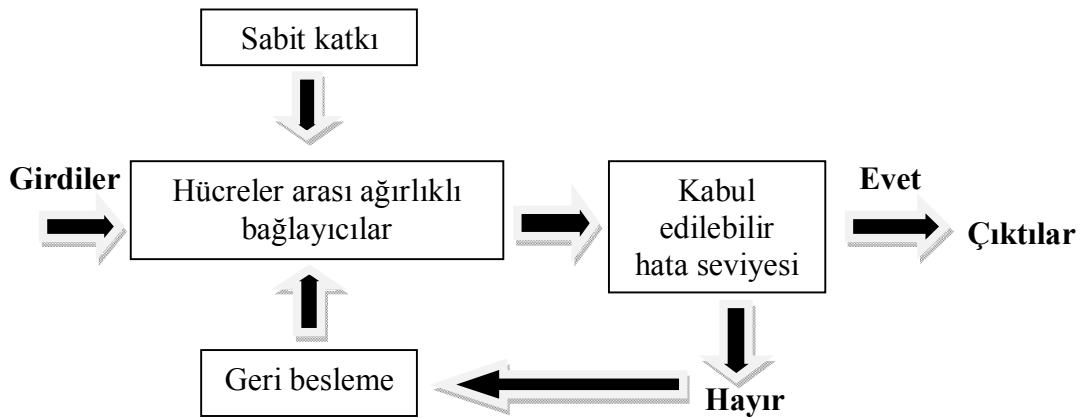 Sabit katkı
Girdiler
Hücreler arası ağırlıklı
bağlayıcılar
Kabul
edilebilir
hata seviyesi
Evet
Çıktılar
Geri besleme
Hayır